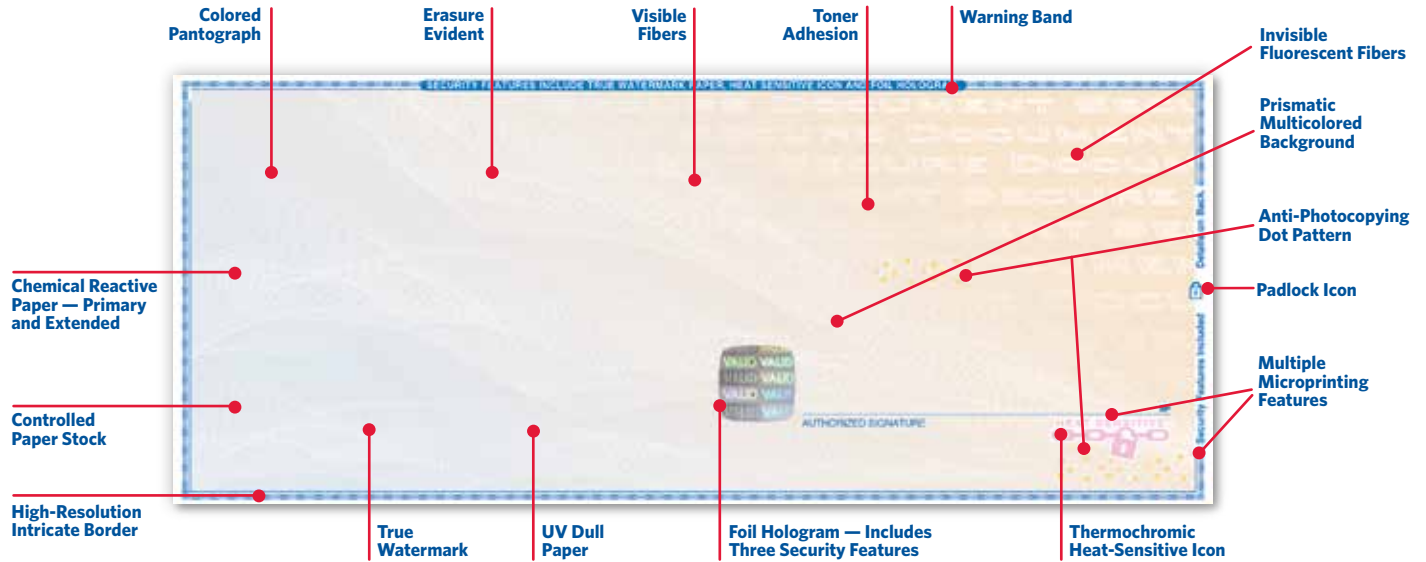 Colored
Pantograph
Erasure
Evident
Visible
Fibers
Toner
Adhesion
Warning Band
Invisible
Fluorescent Fibers
SECURITY FEATURES INCLUDE TRUE WATERMARK PAPER, HEAT SENSITIVE ICON AND FOIL HOLOGRAM
Prismatic
Multicolored
Background
Anti-Photocopying
Dot Pattern
Details on Back.
Chemical Reactive
Paper — Primary
and Extended
Padlock Icon
Security Features Included
VALID VALID
VALID VALID
VALID VALID
VALID VALID
Multiple
Microprinting
Features
Controlled
Paper Stock
AUTHORIZED SIGNATURE
HEAT SENSITIVE
High-Resolution
Intricate Border
True
Watermark
UV Dull
Paper
Foil Hologram — Includes
Three Security Features
Thermochromic
Heat-Sensitive Icon